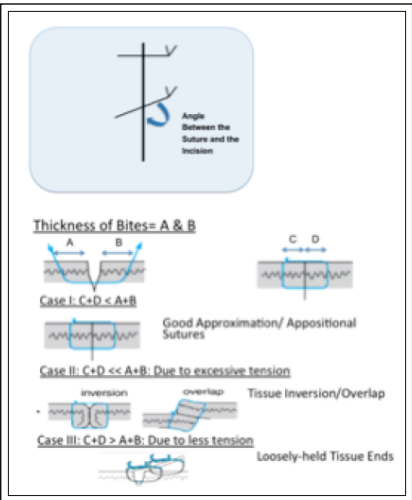 Angle
Between the
Suture and the
Incision
Thickness of Bites= A & B
A B
C D
Case I: C+D < A+B
Good Approximation/ Appositional
Sutures
Case II: C+D << A+B: Due to excessive tension
inversion
overlap
Tissue Inversion/Overlap
Case III: C+D > A+B: Due to less tension
Loosely-held Tissue Ends